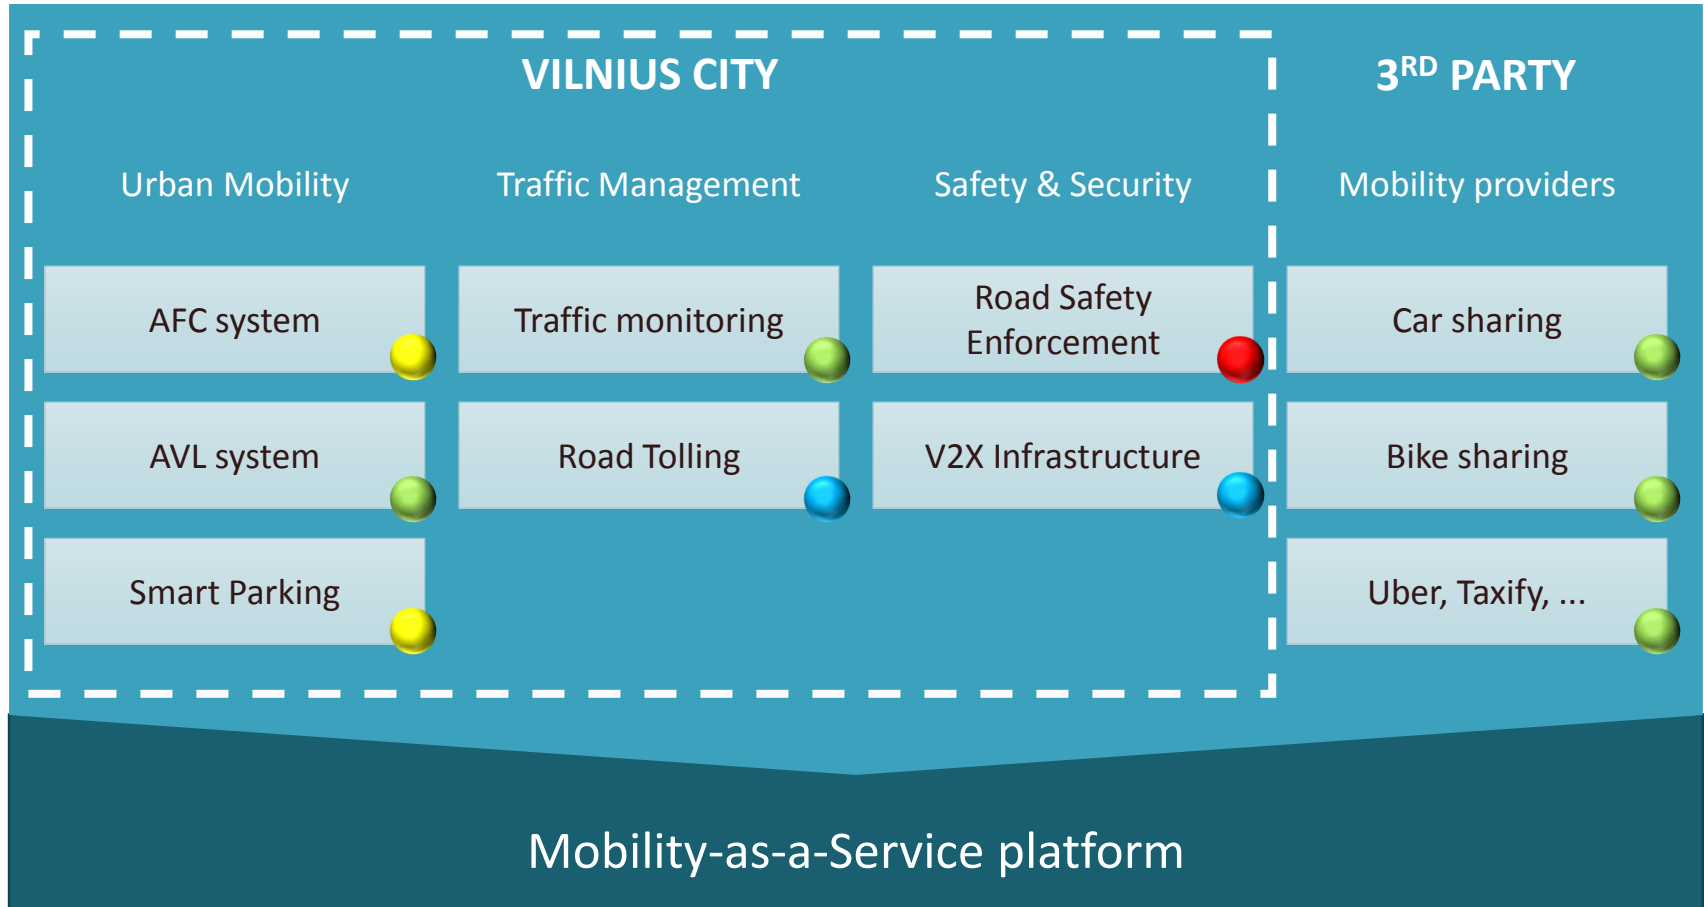 VILNIUS CITY
3RD PARTY
Urban Mobility
Traffic Management
Safety & Security
Mobility providers
AFC system
Traffic monitoring
Road Safety
Enforcement
Car sharing
AVL system
Road Tolling
V2X Infrastructure
Bike sharing
Smart Parking
Uber, Taxify, ...
Mobility-as-a-Service platform